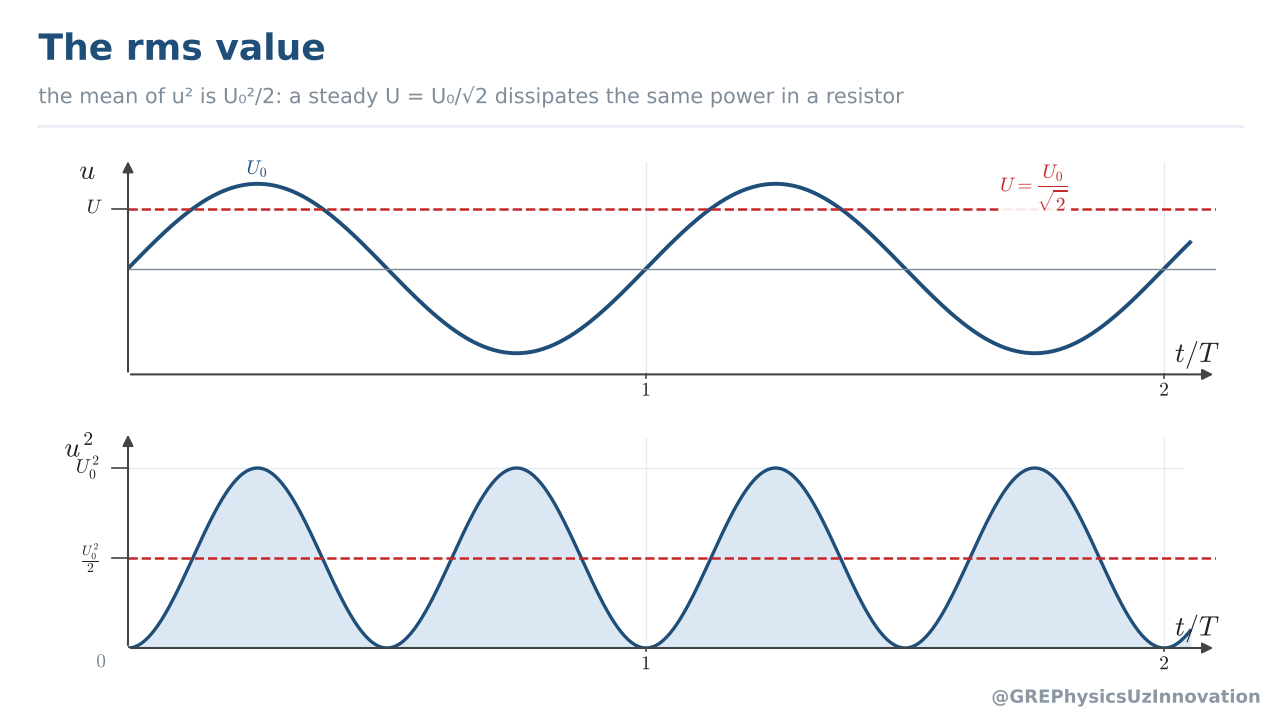 The rms value
the mean of u² is U₀²/2: a steady U = U₀/√2 dissipates the same power in a resistor
u
U₀
U = U₀/√2
U
t/T
1
2
u²
U₀²
U₀²/2
t/T
0
1
2
@GREPhysicsUzInnovation